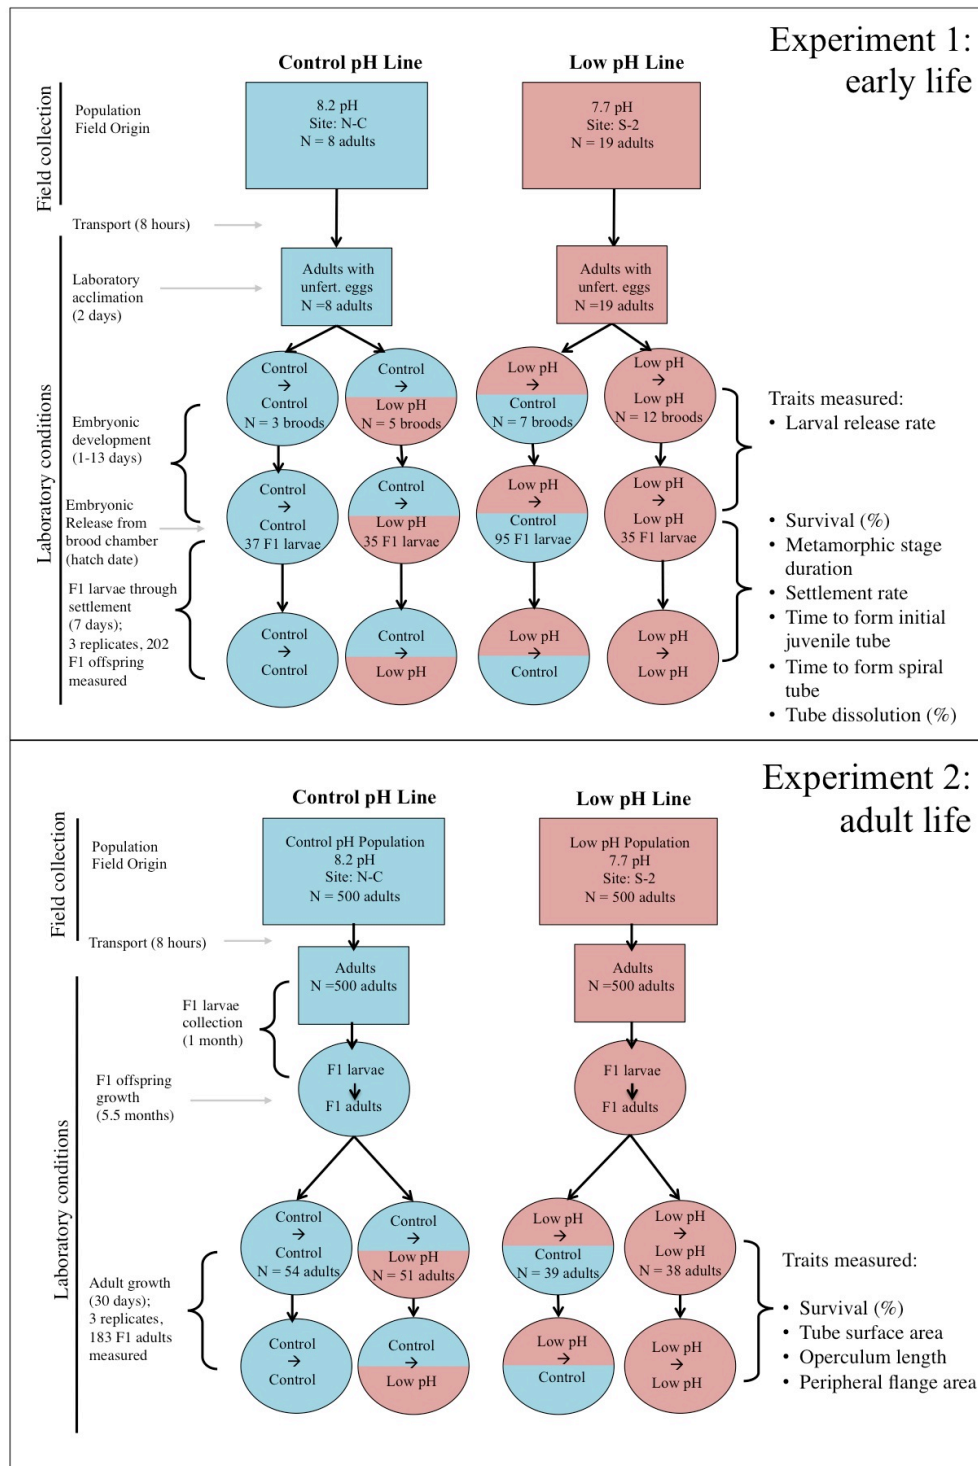 Experiment 1:
early life
Control pH Line
Low pH Line
Field collection
Population
Field Origin
8.2 pH
Site: N-C
N = 8 adults
7.7 pH
Site: S-2
N = 19 adults
Transport (8 hours)
Laboratory conditions
Laboratory
acclimation
(2 days)
Adults with
unfert. eggs
N =8 adults
Adults with
unfert. eggs
N =19 adults
Embryonic
development
(1-13 days)
Control
→
Control
N = 3 broods
Control
→
Low pH
N = 5 broods
Low pH
→
Control
N = 7 broods
Low pH
→
Low pH
N = 12 broods
Traits measured:
• Larval release rate
Embryonic
Release from
brood chamber
(hatch date)
Control
→
Control
37 F1 larvae
Control
→
Low pH
35 F1 larvae
Low pH
→
Control
95 F1 larvae
Low pH
→
Low pH
35 F1 larvae
F1 larvae through
settlement
(7 days);
3 replicates, 202
F1 offspring
measured
Control
→
Control
Control
→
Low pH
Low pH
→
Control
Low pH
→
Low pH
• Survival (%)
• Metamorphic stage
duration
• Settlement rate
• Time to form initial
juvenile tube
• Time to form spiral
tube
• Tube dissolution (%)
Experiment 2:
adult life
Control pH Line
Low pH Line
Field collection
Population
Field Origin
Control pH Population
8.2 pH
Site: N-C
N = 500 adults
Low pH Population
7.7 pH
Site: S-2
N = 500 adults
Transport (8 hours)
Laboratory conditions
Adults
N =500 adults
Adults
N =500 adults
F1 larvae
collection
(1 month)
F1 offspring
growth
(5.5 months)
F1 larvae
F1 adults
F1 larvae
F1 adults
Control
→
Control
N = 54 adults
Control
→
Low pH
N = 51 adults
Low pH
→
Control
N = 39 adults
Low pH
→
Low pH
N = 38 adults
Adult growth
(30 days);
3 replicates,
183 F1 adults
measured
Control
→
Control
Control
→
Low pH
Low pH
→
Control
Low pH
→
Low pH
Traits measured:
• Survival (%)
• Tube surface area
• Operculum length
• Peripheral flange area